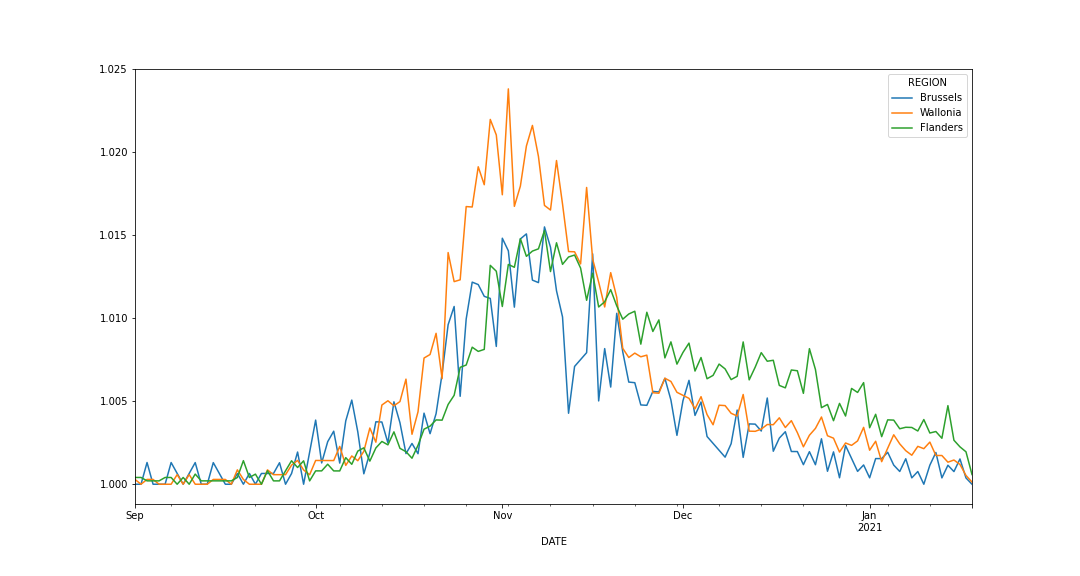 1.025
1.020
1.015
1.010
1.005
1.000
REGION
Brussels
Wallonia
Flanders
Sep
Oct
Nov
Dec
Jan
2021
DATE